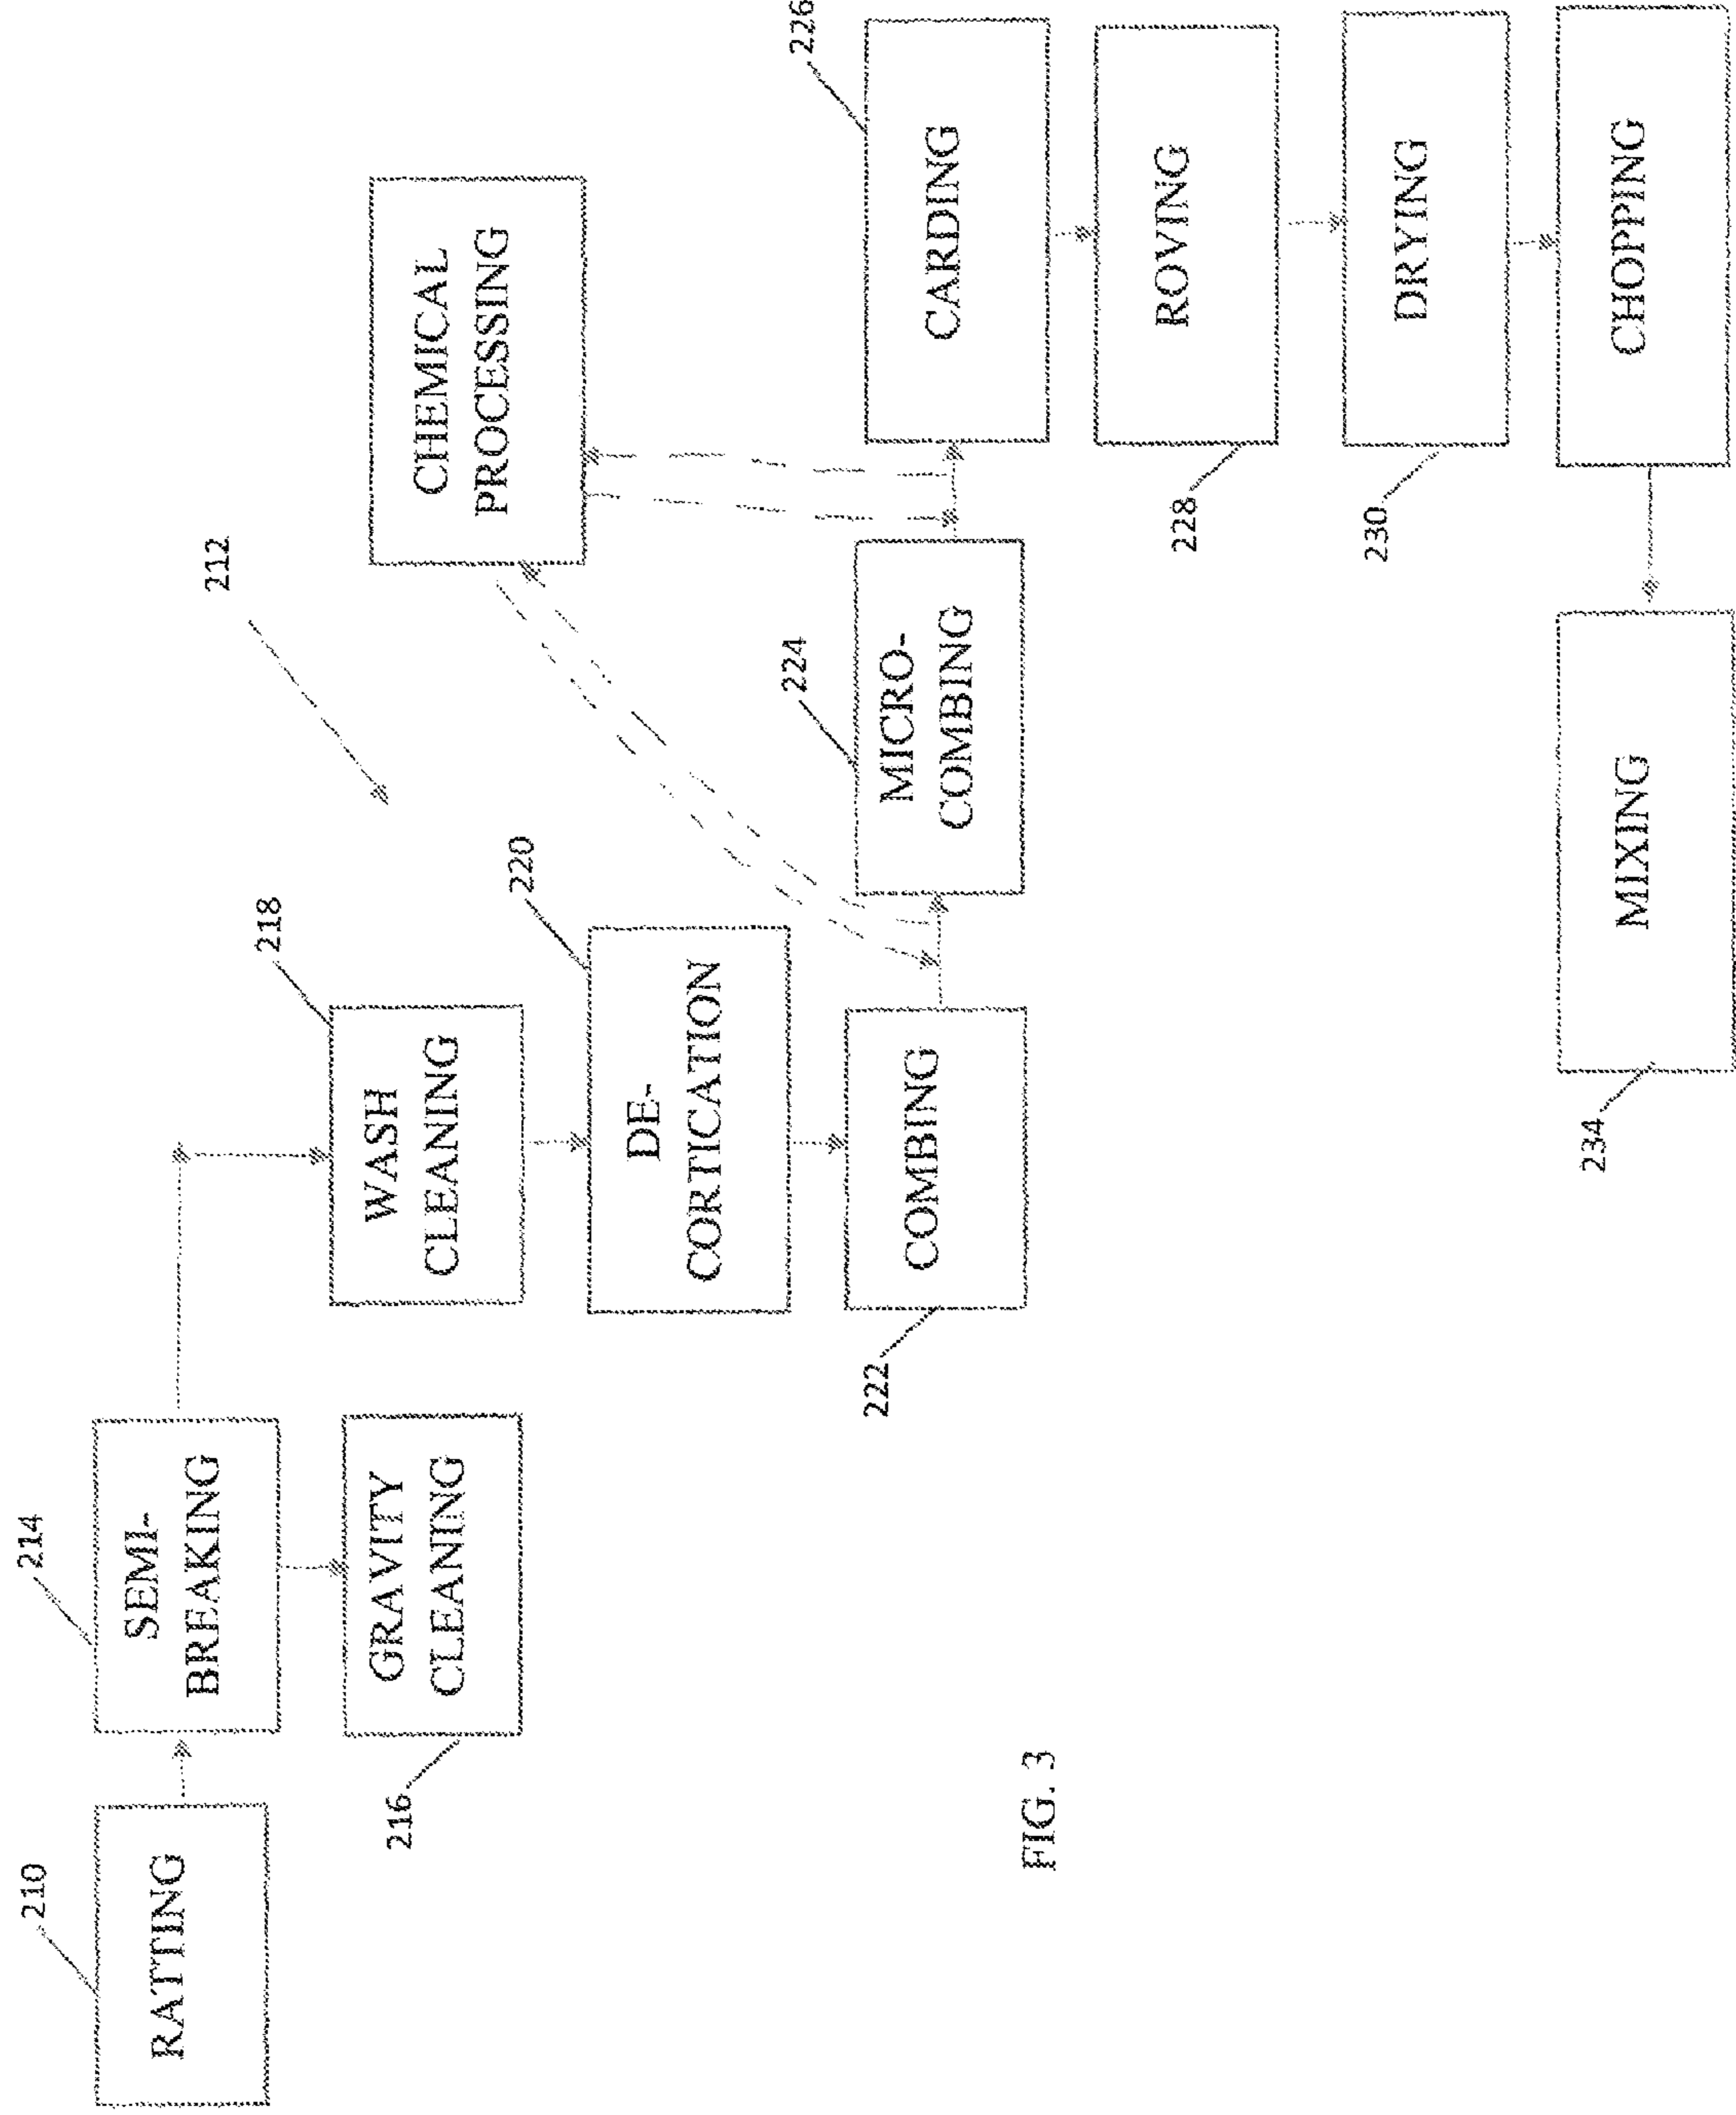 210
RATTING
214
SEMI-
BREAKING
216
GRAVITY
CLEANING
218
WASH
CLEANING
220
DE-
CORTICATION
222
COMBING
212
CHEMICAL
PROCESSING
224
MICRO-
COMBING
226
CARDING
228
ROVING
230
DRYING
CHOPPING
234
MIXING
FIG. 3